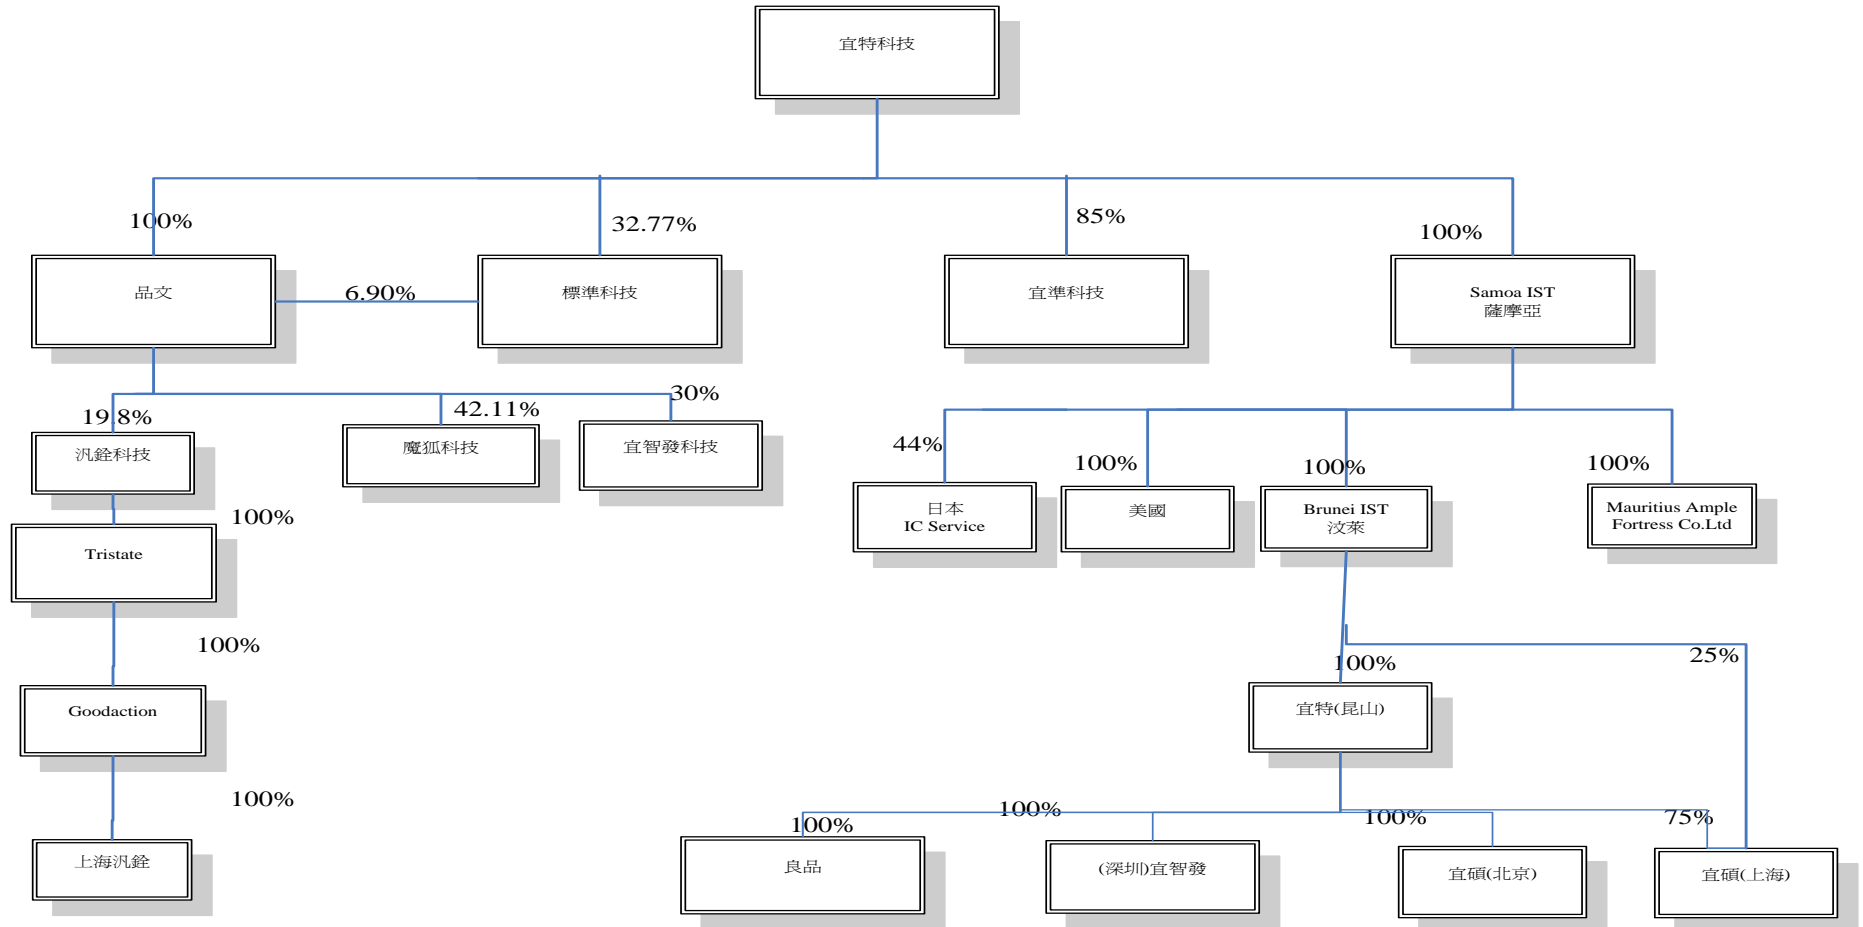 宜特科技
100%
32.77%
85%
100%
品文
6.90%
標準科技
宜準科技
Samoa IST
薩摩亞
19.8%
42.11%
30%
44%
100%
100%
100%
汎銓科技
魔狐科技
宜智發科技
日本
IC Service
美國
Brunei IST
汶萊
Mauritius Ample
Fortress Co.Ltd
100%
Tristate
100%
100%
25%
Goodaction
宜特(昆山)
100%
100%
100%
100%
75%
上海汎銓
良品
(深圳)宜智發
宜碩(北京)
宜碩(上海)